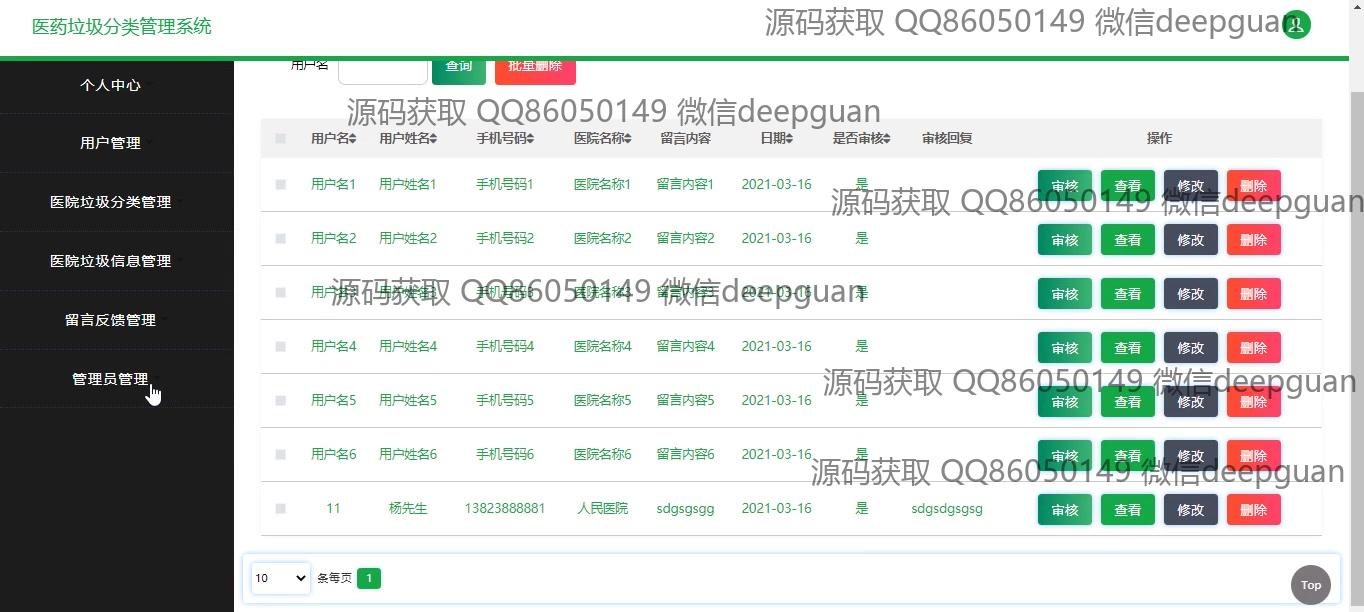 医药垃圾分类管理系统
源码获取 QQ86050149 微信deepguan
个人中心
用户管理
医院垃圾分类管理
医院垃圾信息管理
留言反馈管理
管理员管理
用户名 查询 批量删除
源码获取 QQ86050149 微信deepguan
用户名 用户姓名 手机号码 医院名称 留言内容 日期 是否审核 审核回复 操作
用户名1 用户姓名1 手机号码1 医院名称1 留言内容1 2021-03-16 是 审核 查看 修改 删除
源码获取 QQ86050149 微信deepguan
用户名2 用户姓名2 手机号码2 医院名称2 留言内容2 2021-03-16 是 审核 查看 修改 删除
用户名3 用户姓名3 手机号码3 医院名称3 留言内容3 2021-03-16 是 审核 查看 修改 删除
源码获取 QQ86050149 微信deepguan
用户名4 用户姓名4 手机号码4 医院名称4 留言内容4 2021-03-16 是 审核 查看 修改 删除
源码获取 QQ86050149 微信deepguan
用户名5 用户姓名5 手机号码5 医院名称5 留言内容5 2021-03-16 是 审核 查看 修改 删除
用户名6 用户姓名6 手机号码6 医院名称6 留言内容6 2021-03-16 是 审核 查看 修改 删除
源码获取 QQ86050149 微信deepguan
11 杨先生 13823888881 人民医院 sdgsgsgg 2021-03-16 是 sdgsdgsgsg 审核 查看 修改 删除
10 条每页 1
Top